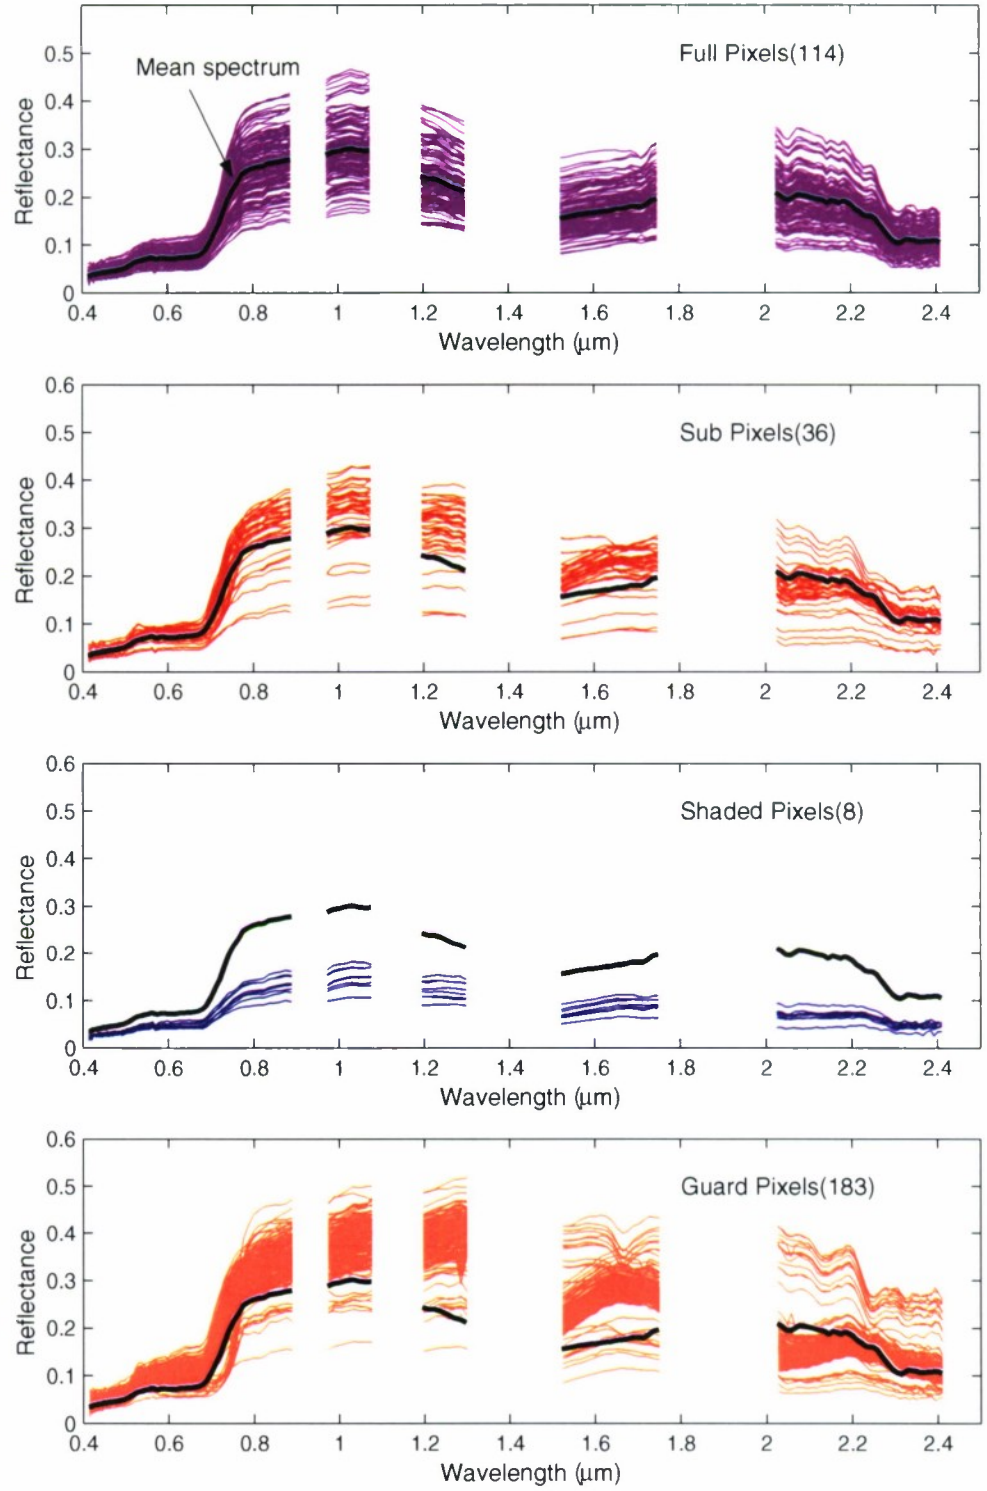 Full Pixels(114)
Mean spectrum
Reflectance
0.5
0.4
0.3
0.2
0.1
0
0.4 0.6 0.8 1 1.2 1.4 1.6 1.8 2 2.2 2.4
Wavelength (μm)
Sub Pixels(36)
Reflectance
0.6
0.5
0.4
0.3
0.2
0.1
0
0.4 0.6 0.8 1 1.2 1.4 1.6 1.8 2 2.2 2.4
Wavelength (μm)
Shaded Pixels(8)
Reflectance
0.6
0.5
0.4
0.3
0.2
0.1
0
0.4 0.6 0.8 1 1.2 1.4 1.6 1.8 2 2.2 2.4
Wavelength (μm)
Guard Pixels(183)
Reflectance
0.6
0.5
0.4
0.3
0.2
0.1
0
0.4 0.6 0.8 1 1.2 1.4 1.6 1.8 2 2.2 2.4
Wavelength (μm)